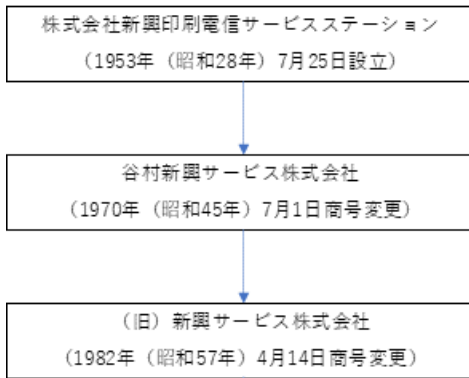 株式会社新興印刷電信サービスステーション
（1953年（昭和28年）7月25日設立）
谷村新興サービス株式会社
（1970年（昭和45年）7月1日商号変更）
（旧）新興サービス株式会社
（1982年（昭和57年）4月14日商号変更）